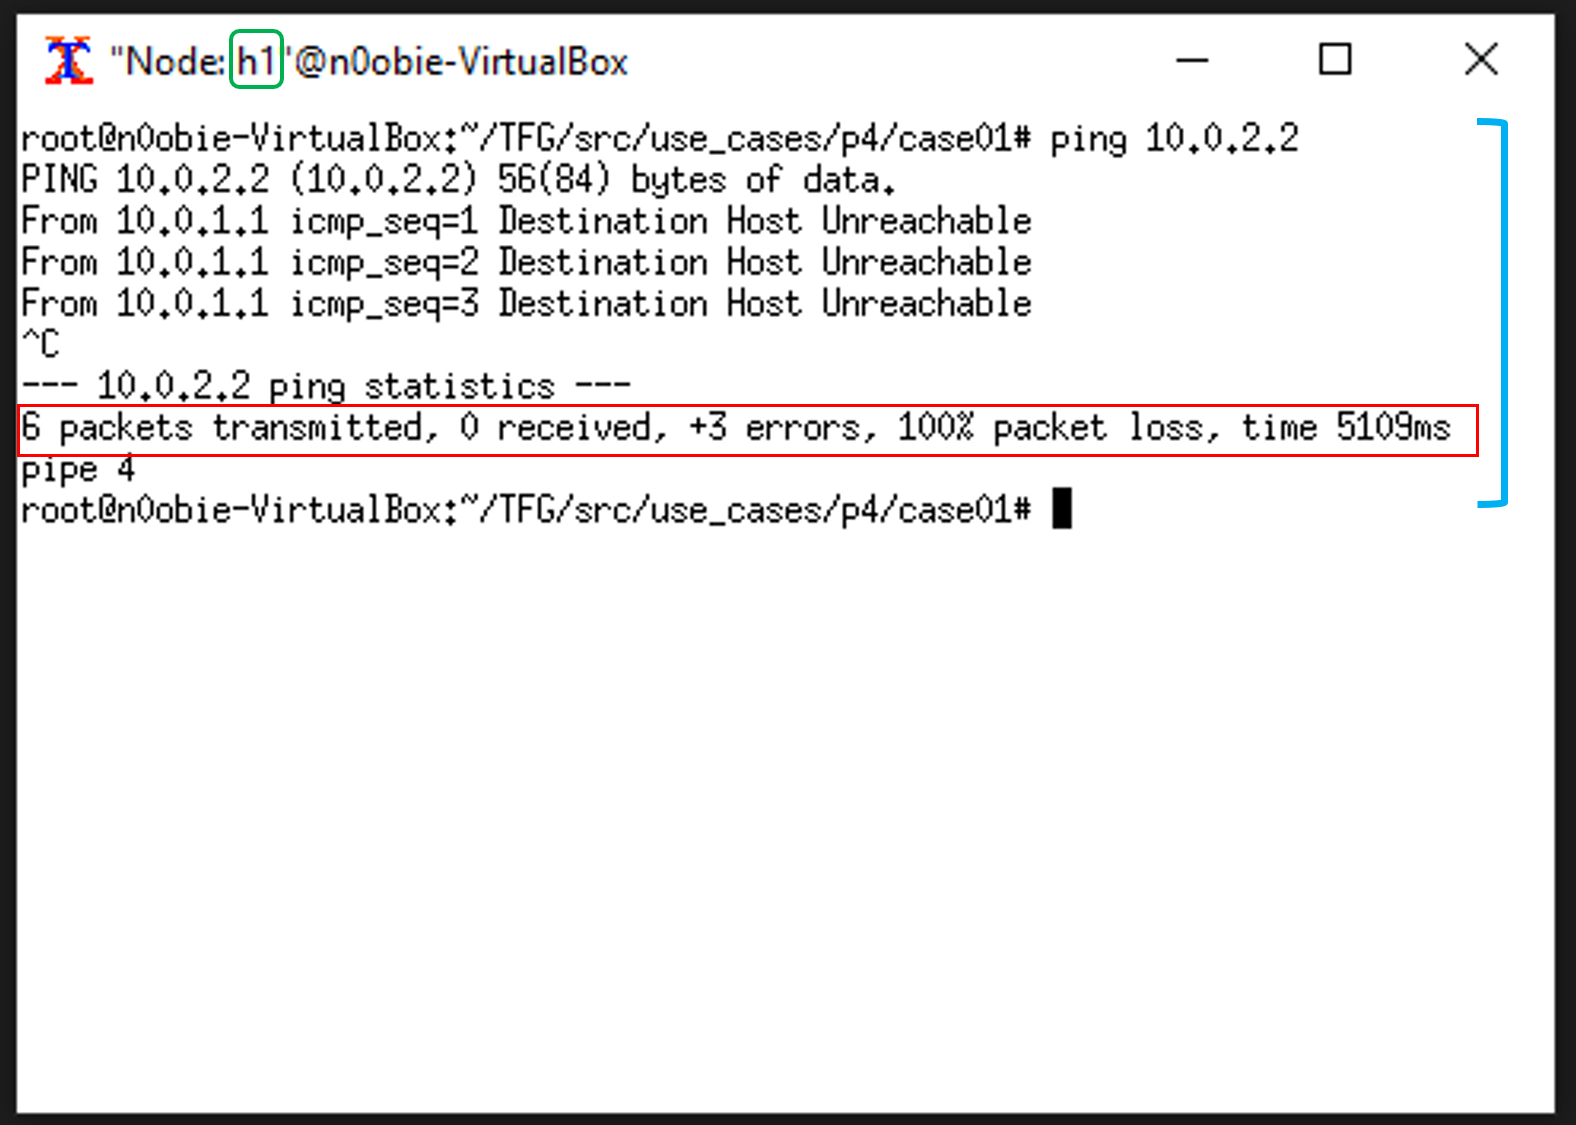 "Node: h1"@n0obie-VirtualBox
root@n0obie-VirtualBox:~/TFG/src/use_cases/p4/case01# ping 10.0.2.2
PING 10.0.2.2 (10.0.2.2) 56(84) bytes of data.
From 10.0.1.1 icmp_seq=1 Destination Host Unreachable
From 10.0.1.1 icmp_seq=2 Destination Host Unreachable
From 10.0.1.1 icmp_seq=3 Destination Host Unreachable
^C
--- 10.0.2.2 ping statistics ---
6 packets transmitted, 0 received, +3 errors, 100% packet loss, time 5109ms
pipe 4
root@n0obie-VirtualBox:~/TFG/src/use_cases/p4/case01#